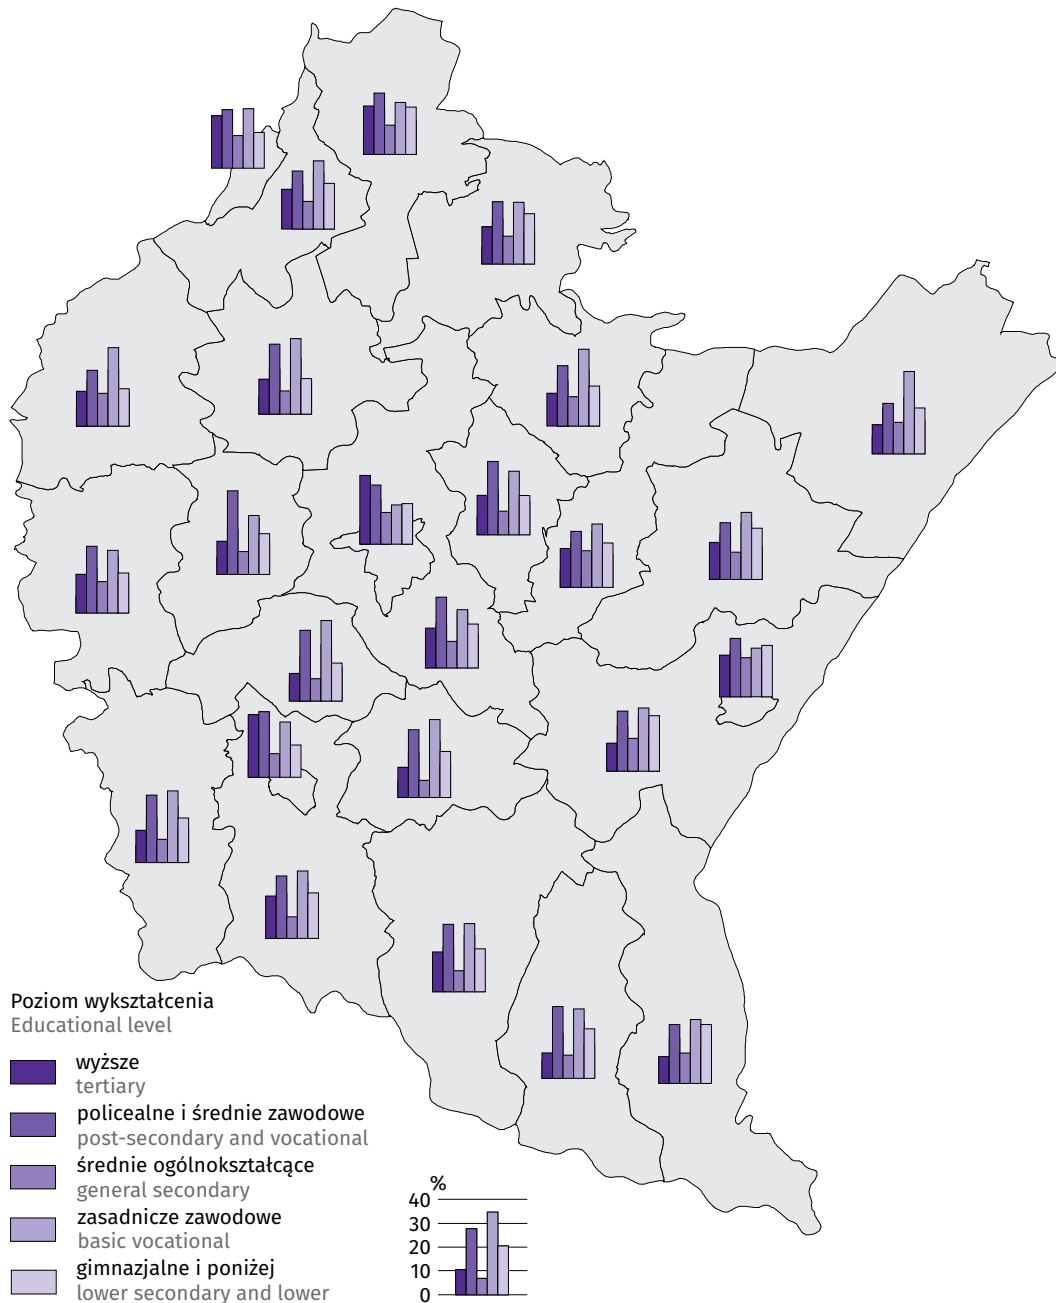 Poziom wykształcenia
Educational level
wyższe
tertiary
policealne i średnie zawodowe
post-secondary and vocational
średnie ogólnokształcące
general secondary
zasadnicze zawodowe
basic vocational
gimnazjalne i poniżej
lower secondary and lower
%
40
30
20
10
0